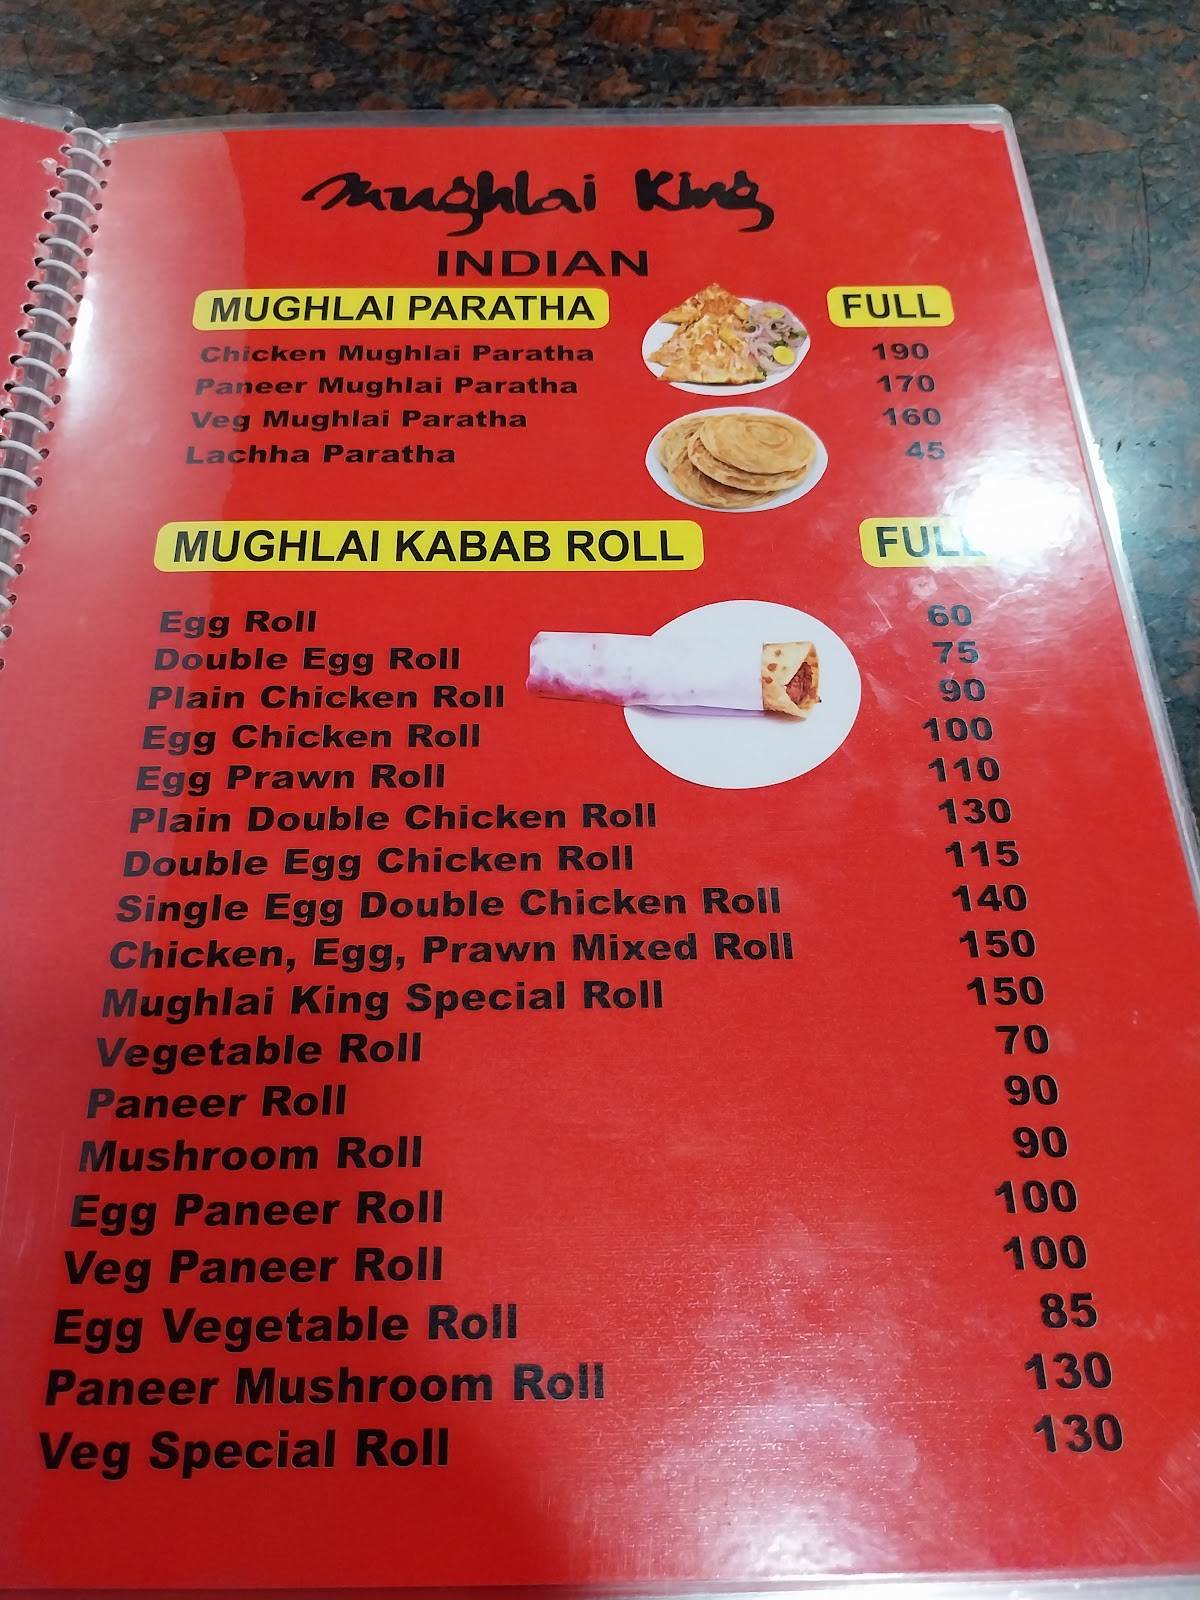 Mughlai King
INDIAN
MUGHLAI PARATHA FULL
Chicken Mughlai Paratha 190
Paneer Mughlai Paratha 170
Veg Mughlai Paratha 160
Lachha Paratha 45
MUGHLAI KABAB ROLL FULL
Egg Roll 60
Double Egg Roll 75
Plain Chicken Roll 90
Egg Chicken Roll 100
Egg Prawn Roll 110
Plain Double Chicken Roll 130
Double Egg Chicken Roll 115
Single Egg Double Chicken Roll 140
Chicken, Egg, Prawn Mixed Roll 150
Mughlai King Special Roll 150
Vegetable Roll 70
Paneer Roll 90
Mushroom Roll 90
Egg Paneer Roll 100
Veg Paneer Roll 100
Egg Vegetable Roll 85
Paneer Mushroom Roll 130
Veg Special Roll 130